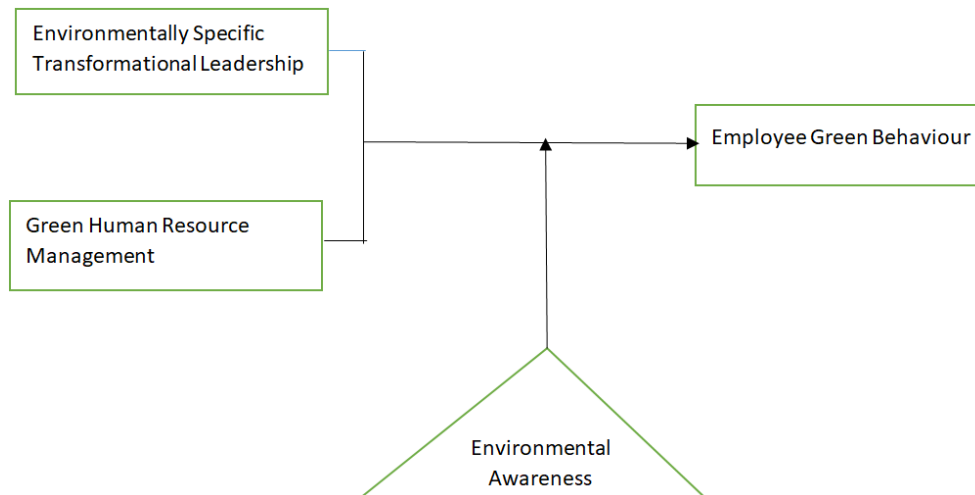 Environmentally Specific
Transformational Leadership
Employee Green Behaviour
Green Human Resource
Management
Environmental
Awareness